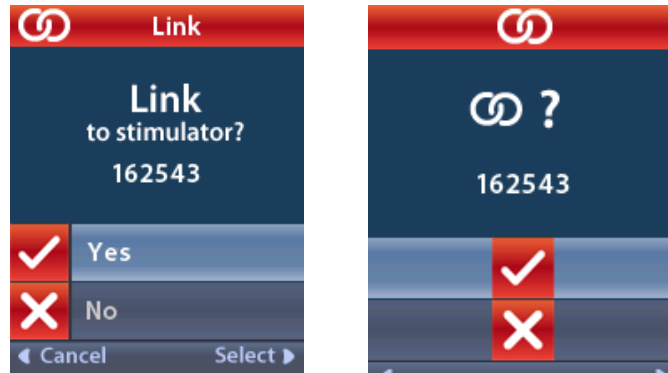 Link
Link
to stimulator?
162543
Yes
No
Cancel Select
?
162543